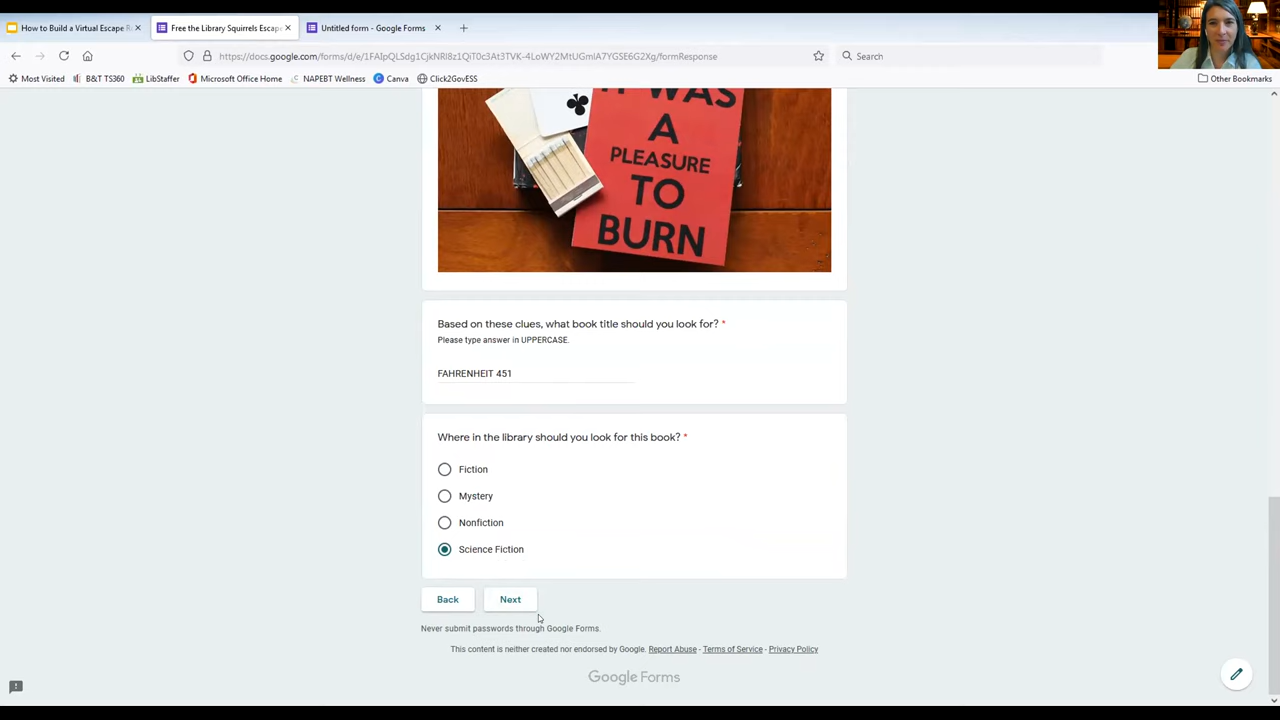 How to Build a Virtual Escape R
Free the Library Squirrels Escape
Untitled form - Google Forms
https://docs.google.com/forms/d/e/1FAIpQLSdg1CjkNRl8z1QiT0c3At3TVK-4LoWY2MtUGmlA7YGSE6G2Xg/formResponse
Search
Most Visited B&T TS360 LibStaffer Microsoft Office Home NAPEBT Wellness Canva Click2GovESS Other Bookmarks
IT WAS
A
PLEASURE
TO
BURN
Based on these clues, what book title should you look for? *
Please type answer in UPPERCASE.
FAHRENHEIT 451
Where in the library should you look for this book? *
Fiction
Mystery
Nonfiction
Science Fiction
Back Next
Never submit passwords through Google Forms.
This content is neither created nor endorsed by Google. Report Abuse - Terms of Service - Privacy Policy
Google Forms